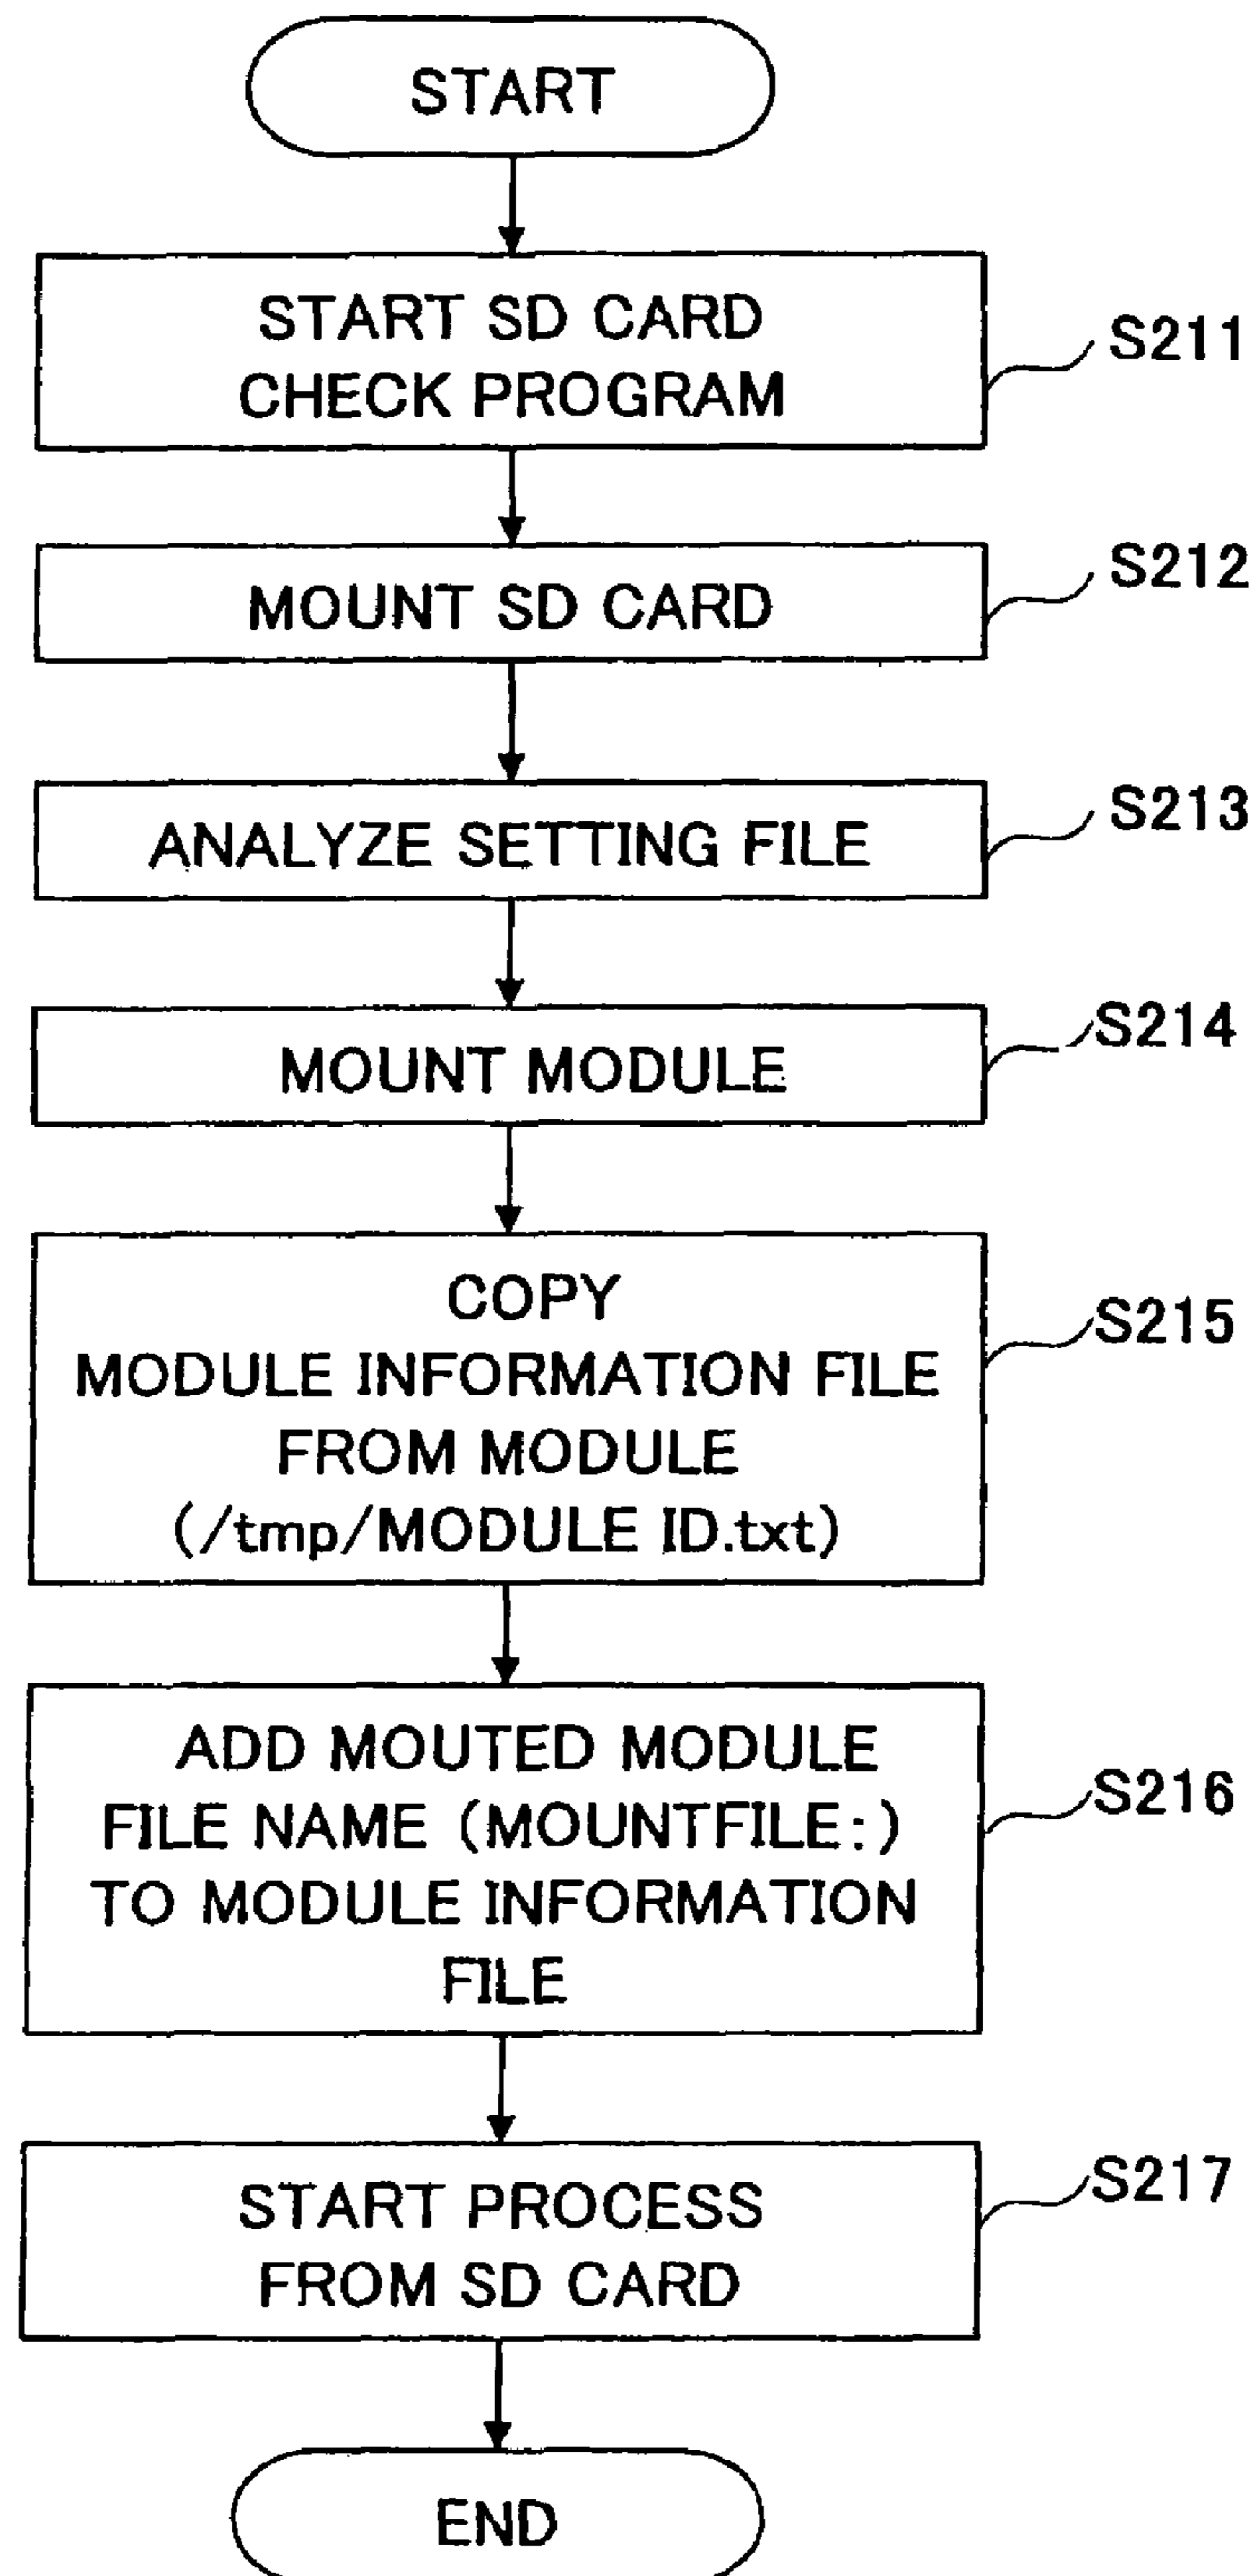 START
START SD CARD
CHECK PROGRAM
S211
MOUNT SD CARD
S212
ANALYZE SETTING FILE
S213
MOUNT MODULE
S214
COPY
MODULE INFORMATION FILE
FROM MODULE
(/tmp/MODULE ID.txt)
S215
ADD MOUTED MODULE
FILE NAME (MOUNTFILE:)
TO MODULE INFORMATION
FILE
S216
START PROCESS
FROM SD CARD
S217
END